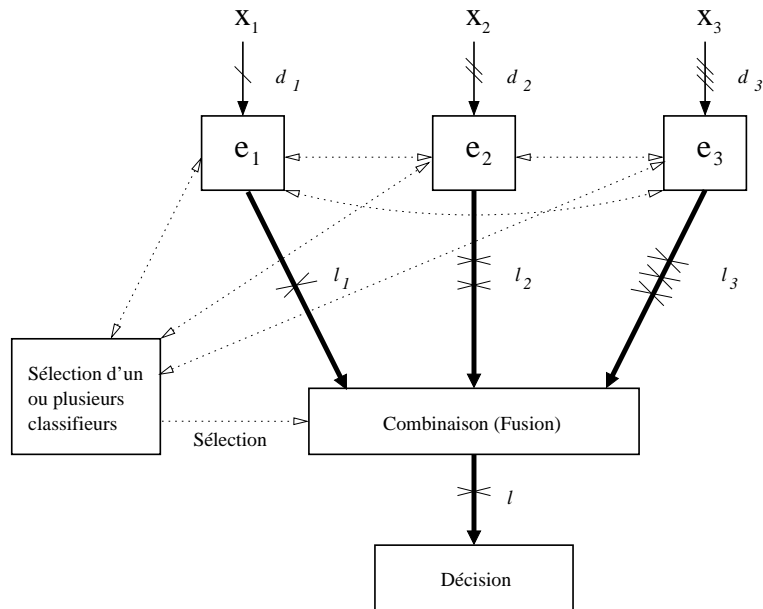 x1 x2 x3
d1 d2 d3
e1 e2 e3
l1 l2 l3
Sélection d'un
ou plusieurs
classifieurs
Combinaison (Fusion)
Sélection
l
Décision